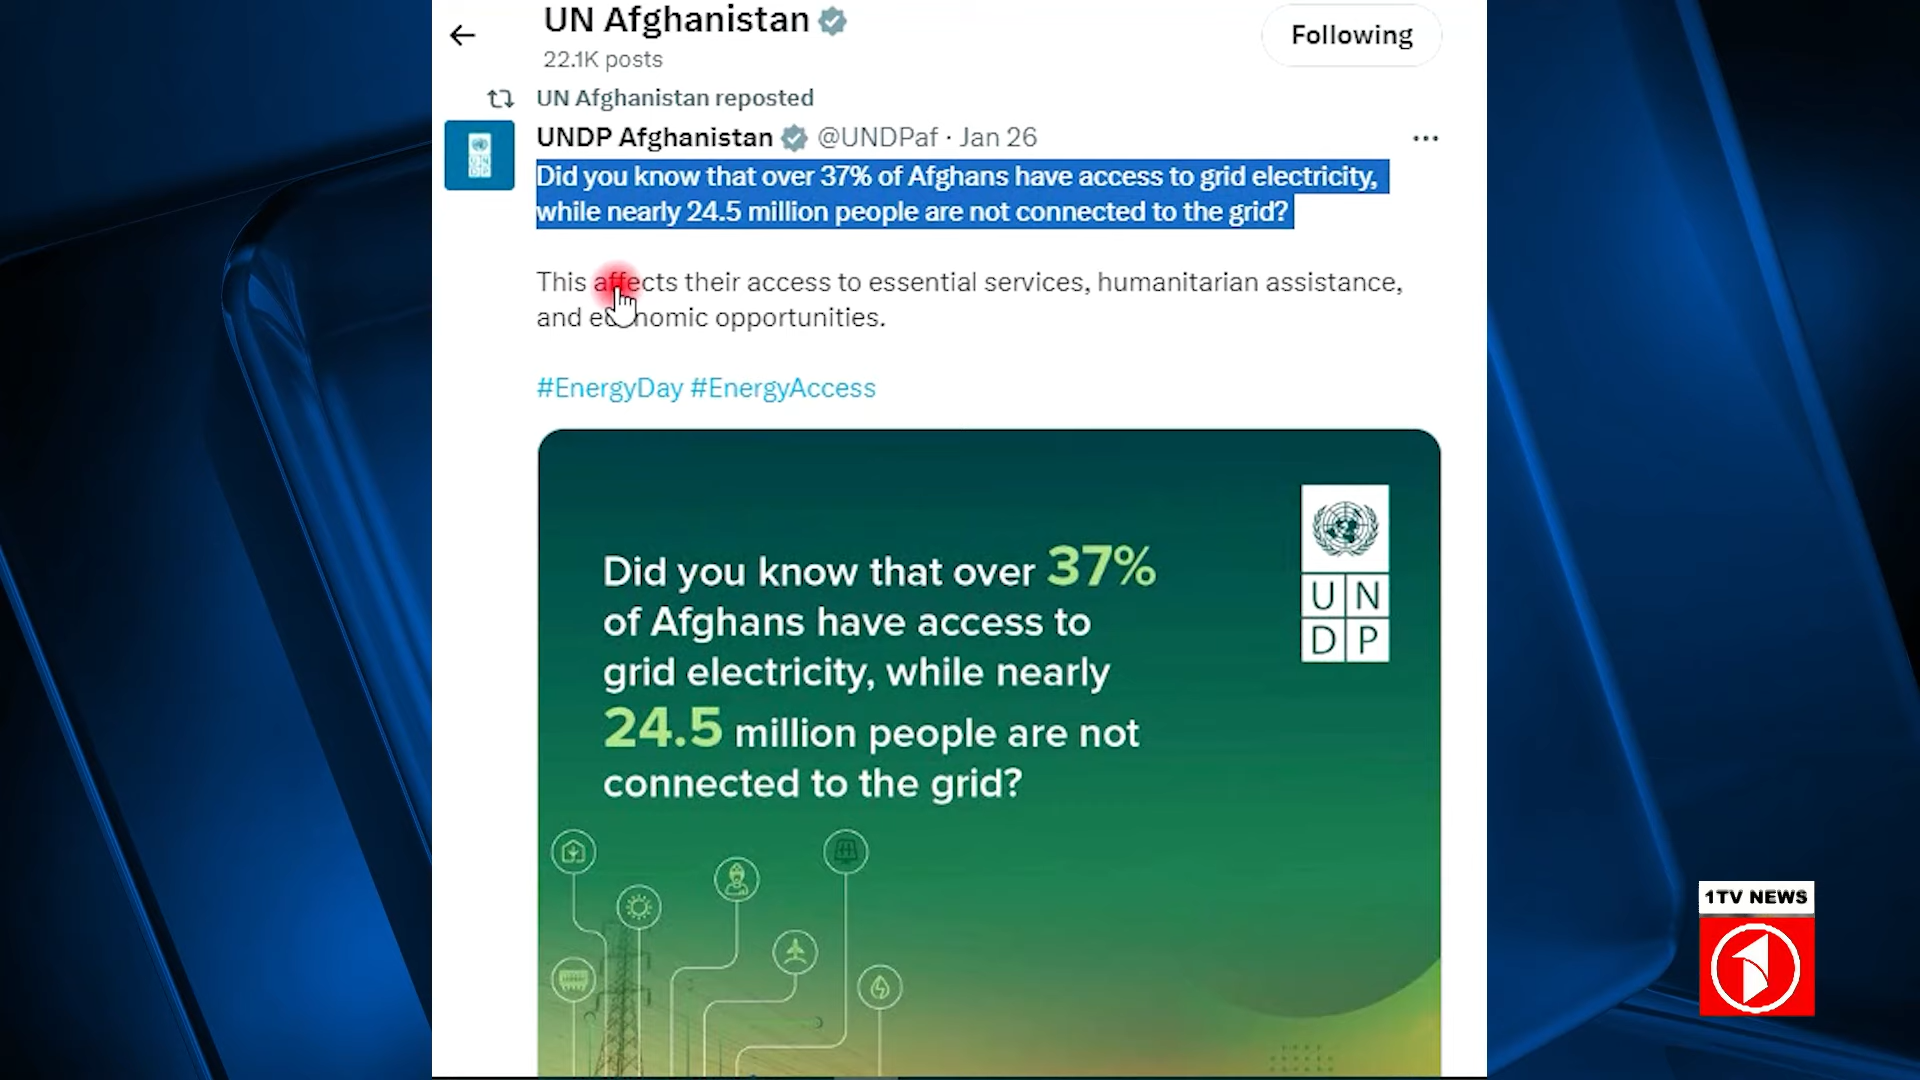 UN Afghanistan
22.1K posts
Following
UN Afghanistan reposted
UNDP Afghanistan @UNDPaf · Jan 26
Did you know that over 37% of Afghans have access to grid electricity,
while nearly 24.5 million people are not connected to the grid?
This affects their access to essential services, humanitarian assistance,
and economic opportunities.
#EnergyDay #EnergyAccess
Did you know that over 37%
of Afghans have access to
grid electricity, while nearly
24.5 million people are not
connected to the grid?
U N
D P
1TV NEWS